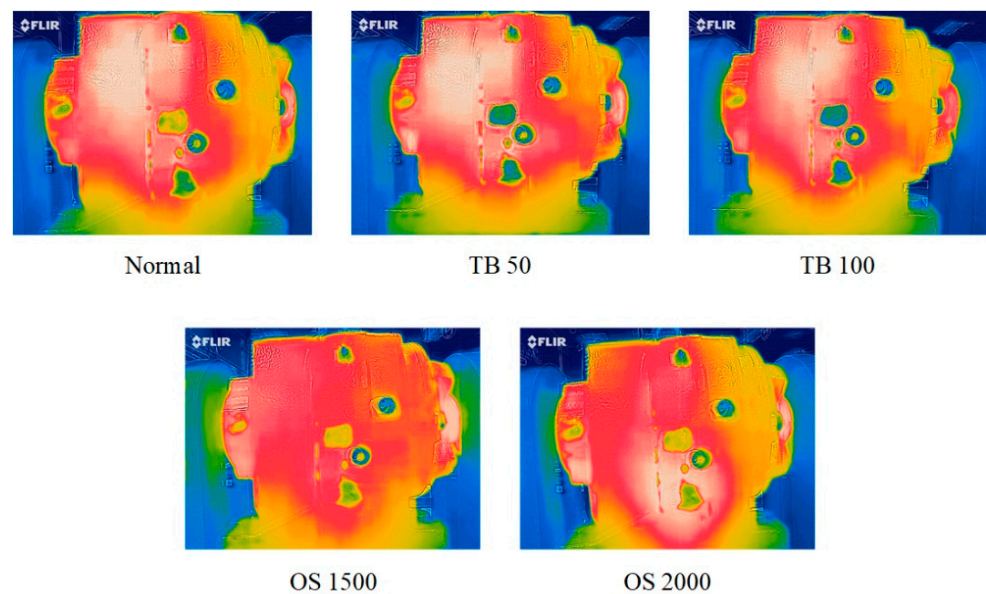 FLIR
FLIR
FLIR
Normal
TB 50
TB 100
FLIR
FLIR
OS 1500
OS 2000